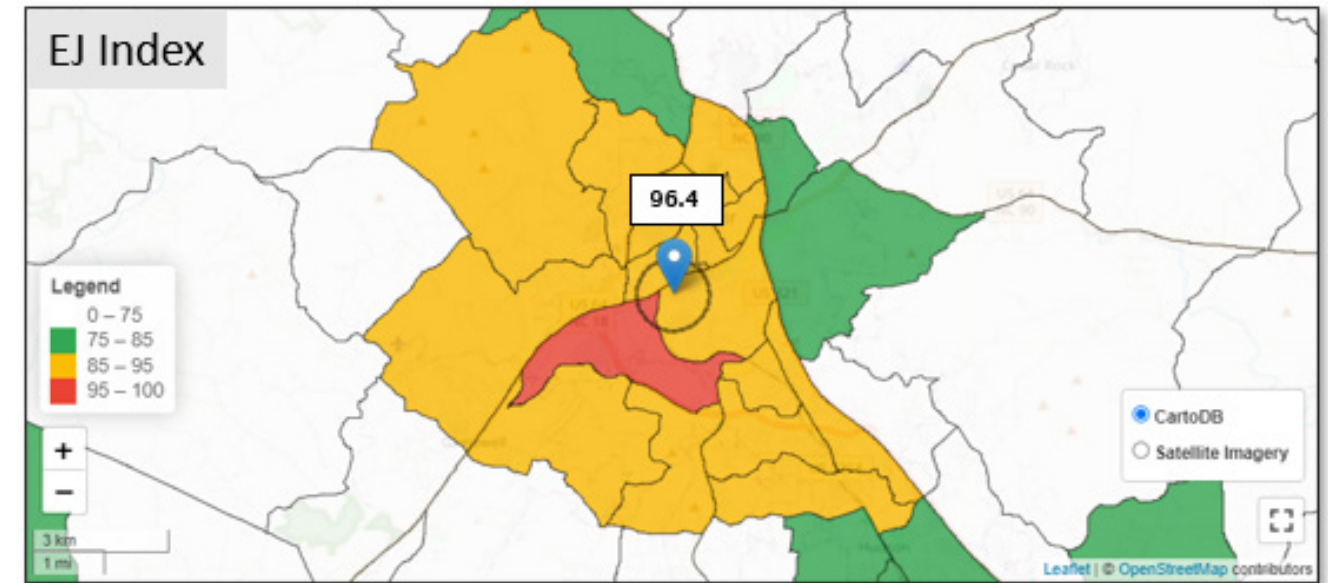 EJ Index
96.4
Legend
0 – 75
75 – 85
85 – 95
95 – 100
CartoDB
Satellite Imagery
+
−
3 km
1 mi
Leaflet | © OpenStreetMap contributors